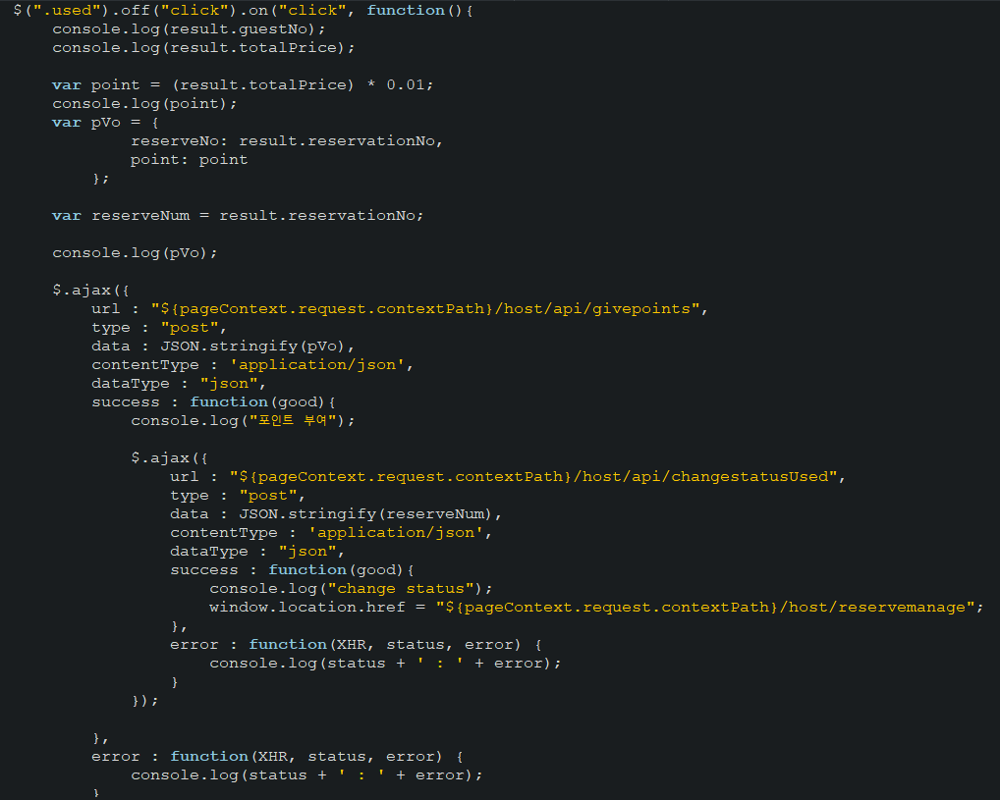 $(".used").off("click").on("click", function(){
console.log(result.guestNo);
console.log(result.totalPrice);
var point = (result.totalPrice) * 0.01;
console.log(point);
var pVo = {
reserveNo: result.reservationNo,
point: point
};
var reserveNum = result.reservationNo;
console.log(pVo);
$.ajax({
url : "${pageContext.request.contextPath}/host/api/givepoints",
type : "post",
data : JSON.stringify(pVo),
contentType : 'application/json',
dataType : "json",
success : function(good){
console.log("포인트 부여");
$.ajax({
url : "${pageContext.request.contextPath}/host/api/changestatusUsed",
type : "post",
data : JSON.stringify(reserveNum),
contentType : 'application/json',
dataType : "json",
success : function(good){
console.log("change status");
window.location.href = "${pageContext.request.contextPath}/host/reservemanage";
},
error : function(XHR, status, error) {
console.log(status + ' : ' + error);
}
});
},
error : function(XHR, status, error) {
console.log(status + ' : ' + error);
}